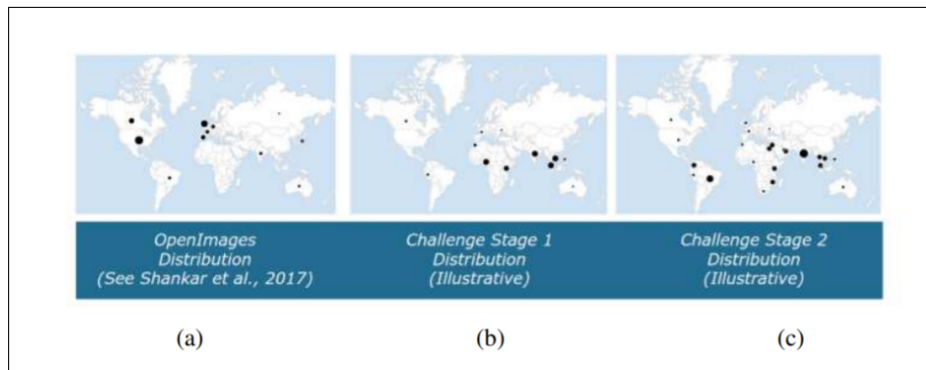 OpenImages
Distribution
(See Shankar et al., 2017)
Challenge Stage 1
Distribution
(Illustrative)
Challenge Stage 2
Distribution
(Illustrative)
(a)
(b)
(c)